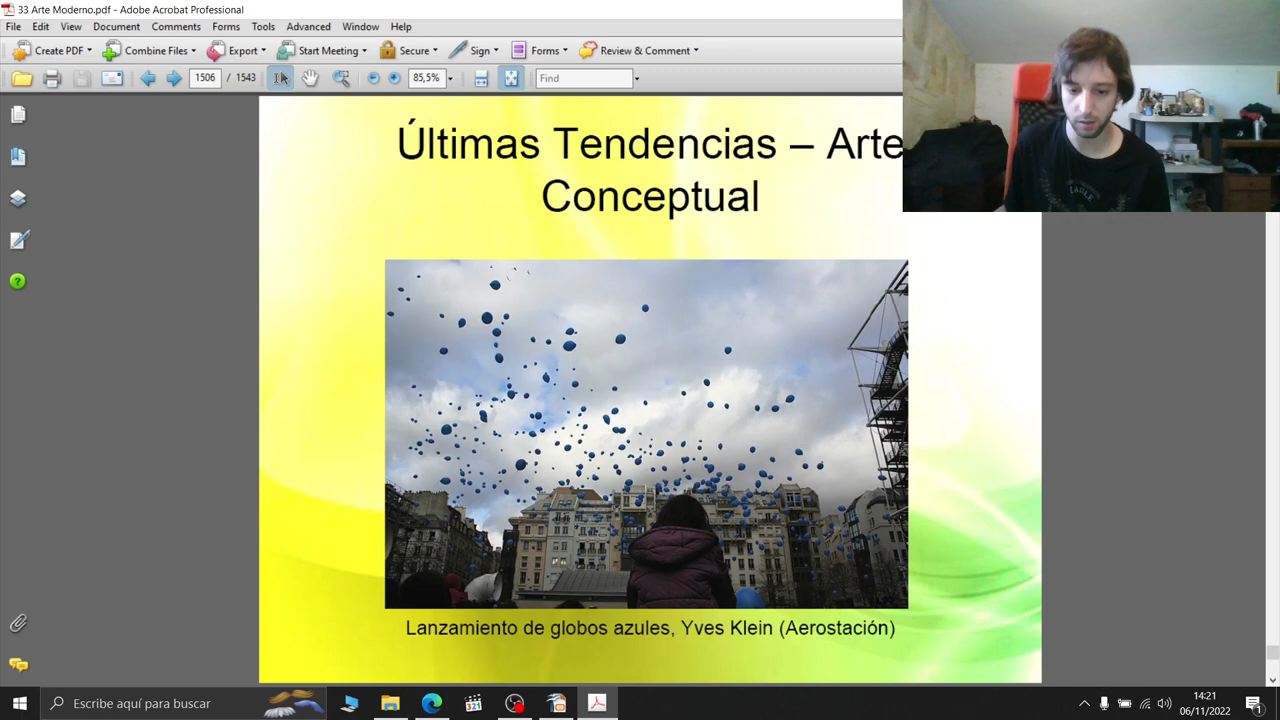 33 Arte Moderno.pdf - Adobe Acrobat Professional
File Edit View Document Comments Forms Tools Advanced Window Help
Create PDF Combine Files Export Start Meeting Secure Sign Forms Review & Comment
1506 / 1543 85,5% Find
Últimas Tendencias – Arte
Conceptual
Lanzamiento de globos azules, Yves Klein (Aerostación)
Escribe aquí para buscar
321
14:21
06/11/2022
1